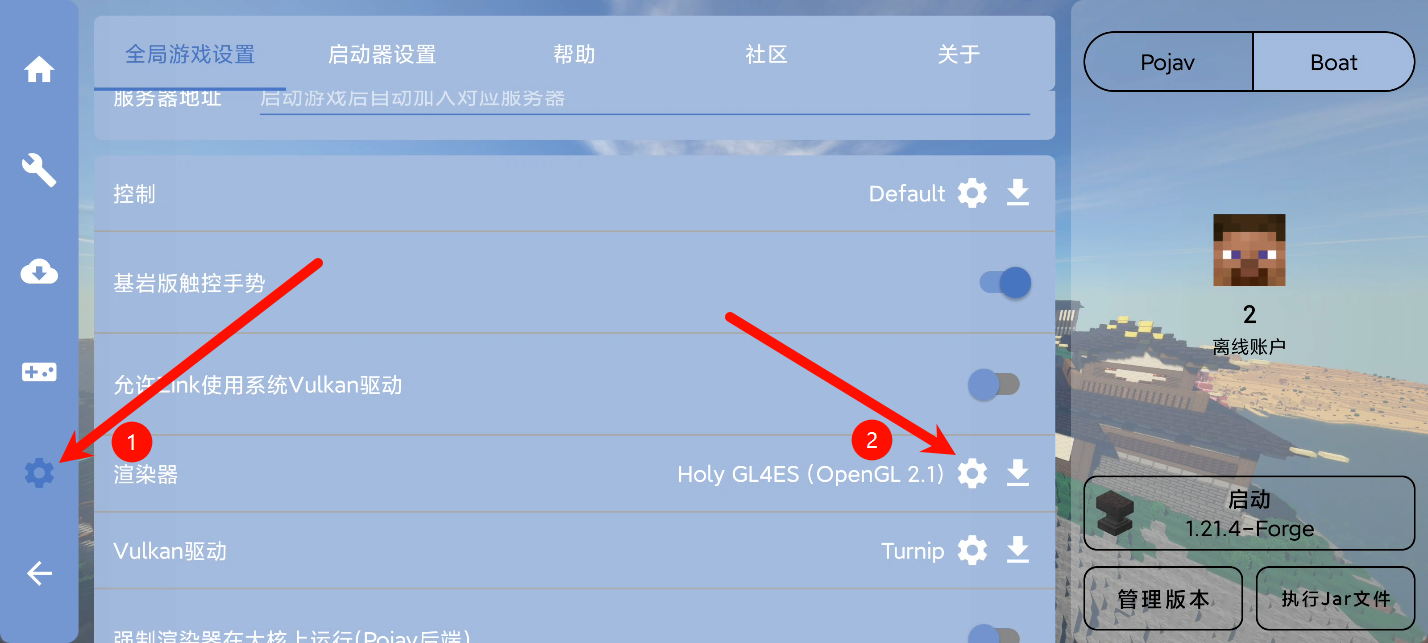 全局游戏设置
启动器设置
帮助
社区
关于
服务器地址
启动游戏后自动加入对应服务器
控制
Default
基岩版触控手势
允许Zink使用系统Vulkan驱动
1
2
渲染器
Holy GL4ES (OpenGL 2.1)
Vulkan驱动
Turnip
强制渲染器在大核上运行(Pojav后端)
Pojav
Boat
2
离线账户
启动
1.21.4-Forge
管理版本
执行Jar文件